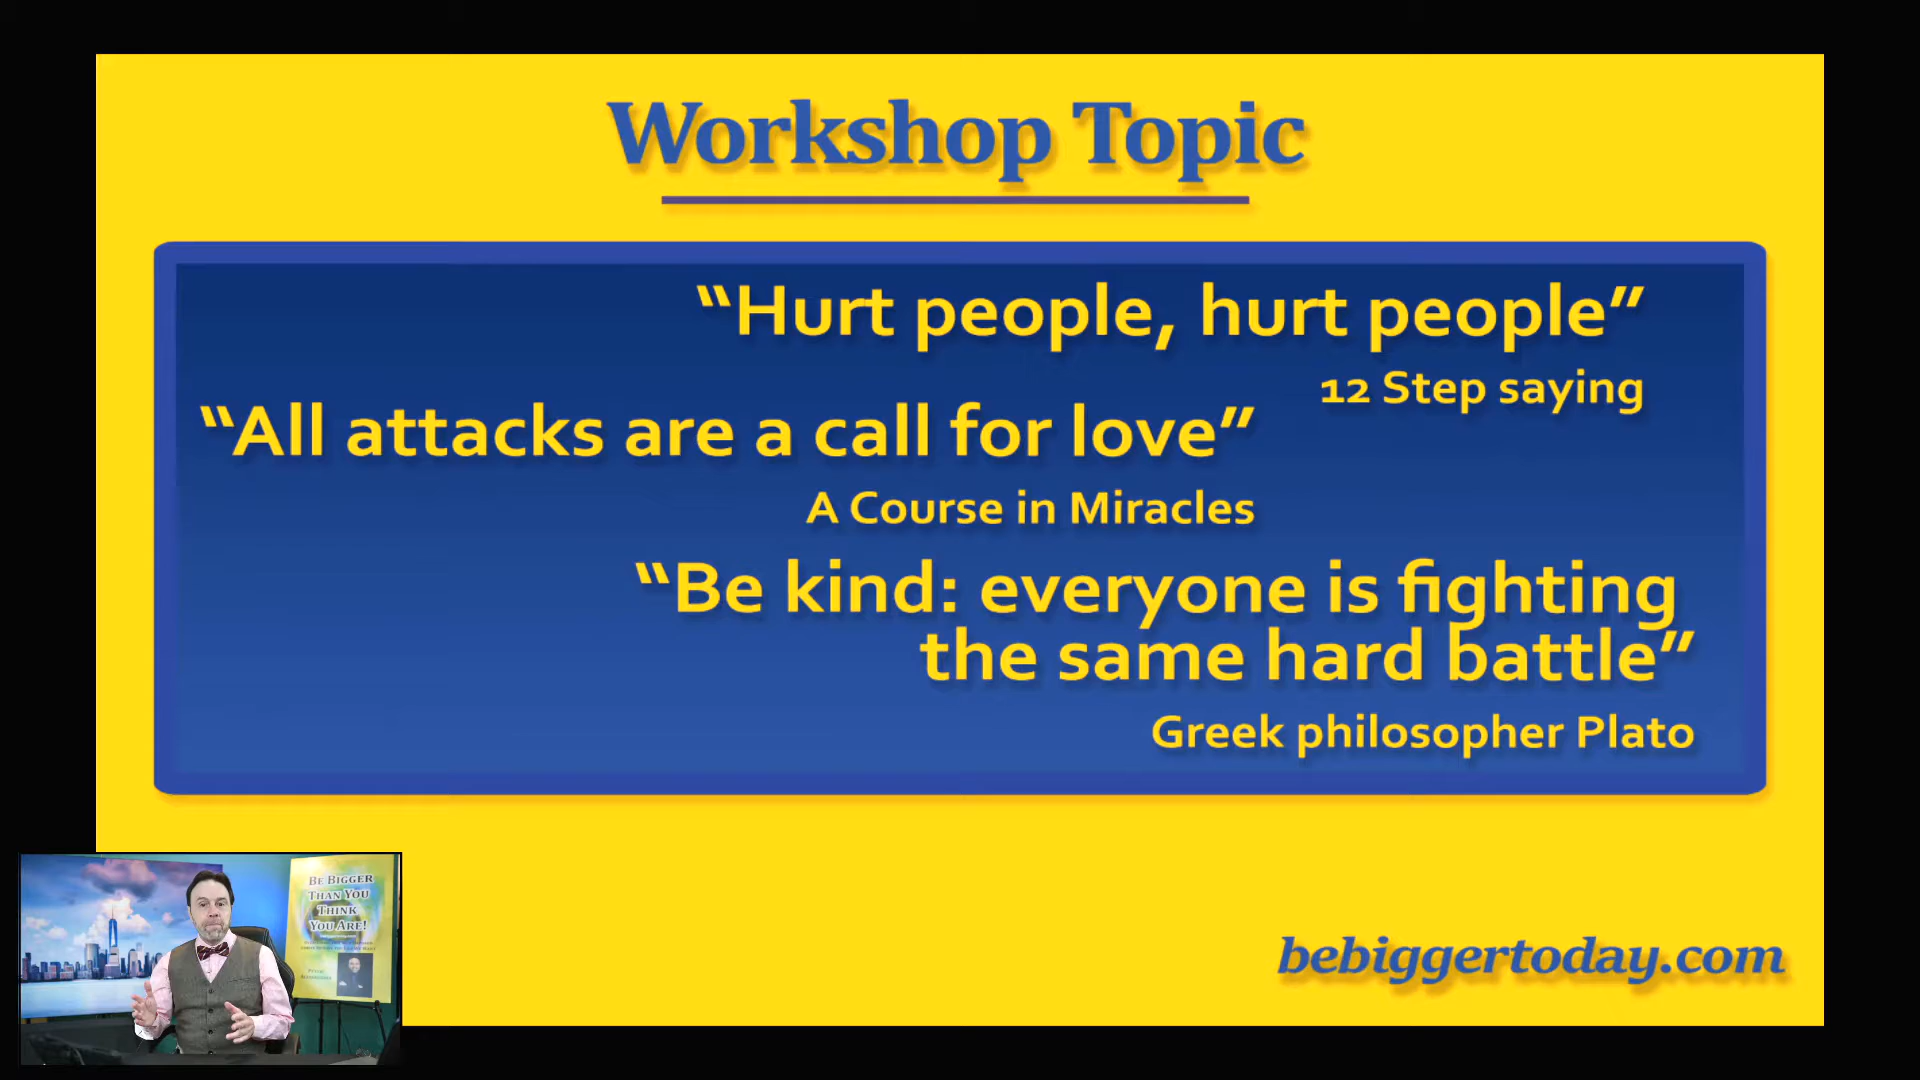 Workshop Topic
“Hurt people, hurt people”
12 Step saying
“All attacks are a call for love”
A Course in Miracles
“Be kind: everyone is fighting
the same hard battle”
Greek philosopher Plato
Be Bigger
Than You
Think
You Are!
bebiggertoday.com